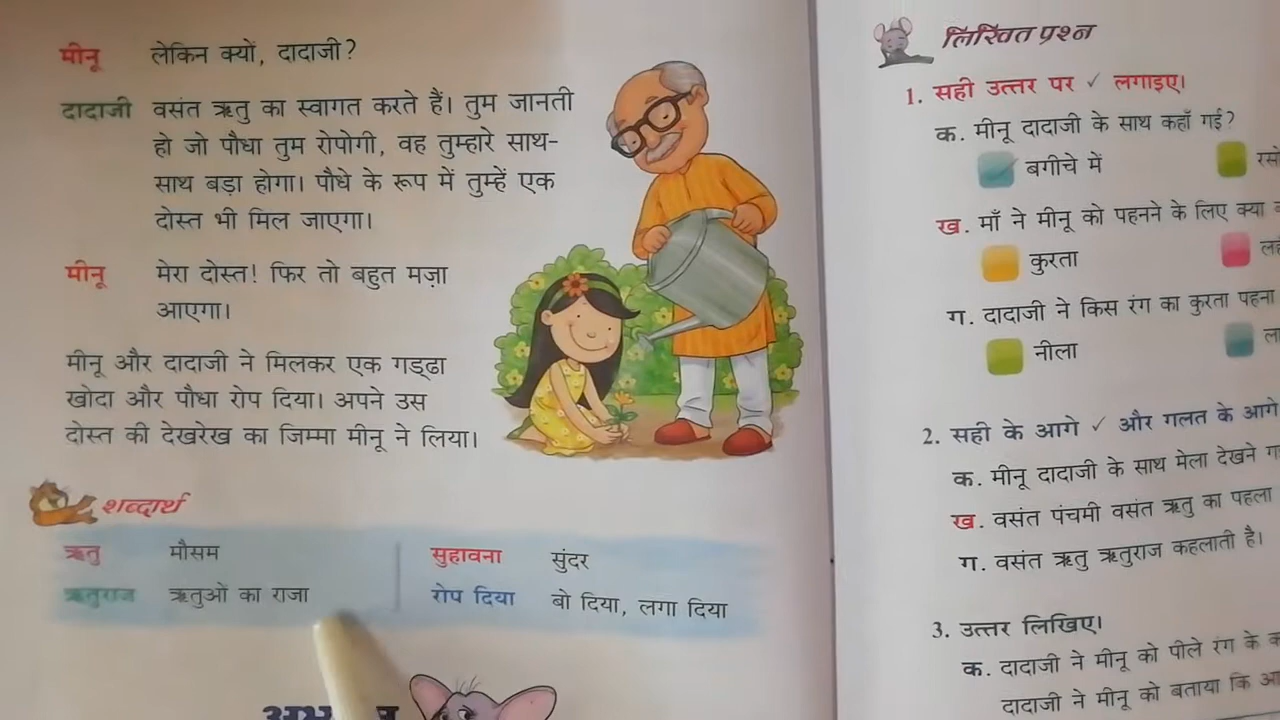 मीनू लेकिन क्यों, दादाजी?
दादाजी वसंत ऋतु का स्वागत करते हैं। तुम जानती
हो जो पौधा तुम रोपोगी, वह तुम्हारे साथ-
साथ बड़ा होगा। पौधे के रूप में तुम्हें एक
दोस्त भी मिल जाएगा।
मीनू मेरा दोस्त! फिर तो बहुत मज़ा
आएगा।
मीनू और दादाजी ने मिलकर एक गड्ढा
खोदा और पौधा रोप दिया। अपने उस
दोस्त की देखरेख का जिम्मा मीनू ने लिया।
शब्दार्थ
ऋतु मौसम सुहावना सुंदर
ऋतुराज ऋतुओं का राजा रोप दिया बो दिया, लगा दिया
लिखित प्रश्न
1. सही उत्तर पर ✓ लगाइए।
क. मीनू दादाजी के साथ कहाँ गई?
बगीचे में
ख. माँ ने मीनू को पहनने के लिए क्या
कुरता
ग. दादाजी ने किस रंग का कुरता पहना
नीला
2. सही के आगे ✓ और गलत के आगे
क. मीनू दादाजी के साथ मेला देखने
ख. वसंत पंचमी वसंत ऋतु का पहला
ग. वसंत ऋतु ऋतुराज कहलाती है।
3. उत्तर लिखिए।
क. दादाजी ने मीनू को पीले रंग के
दादाजी ने मीनू को बताया कि